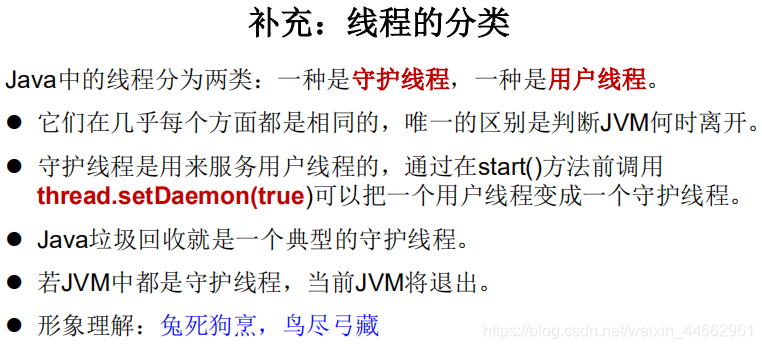 补充：线程的分类
Java中的线程分为两类：一种是守护线程，一种是用户线程。
● 它们在几乎每个方面都是相同的，唯一的区别是判断JVM何时离开。
● 守护线程是用来服务用户线程的，通过在start()方法前调用
thread.setDaemon(true)可以把一个用户线程变成一个守护线程。
● Java垃圾回收就是一个典型的守护线程。
● 若JVM中都是守护线程，当前JVM将退出。
● 形象理解：兔死狗烹，鸟尽弓藏
https://blog.csdn.net/weixin_44662961